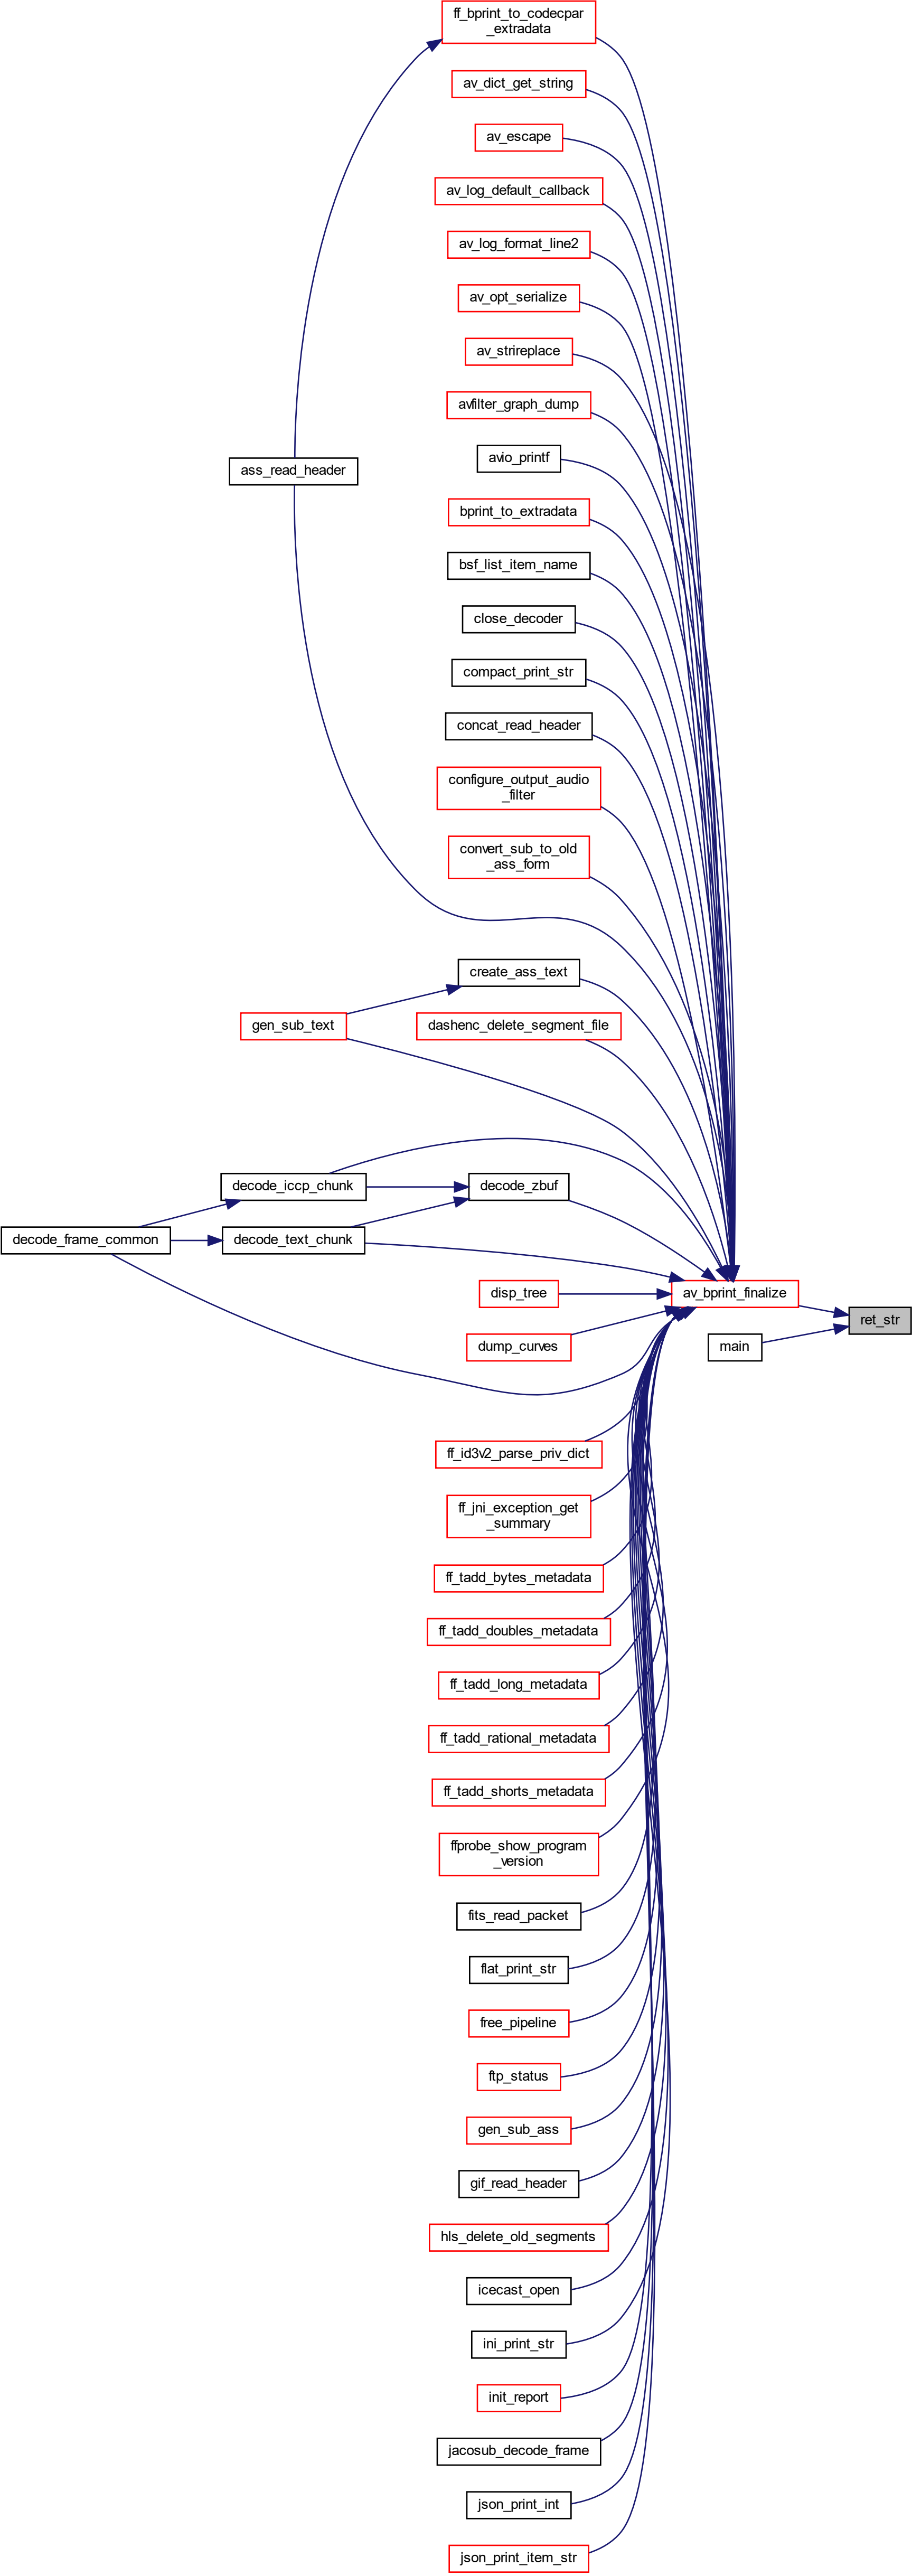 ff_bprint_to_codecpar
_extradata
av_dict_get_string
av_escape
av_log_default_callback
av_log_format_line2
av_opt_serialize
av_strireplace
avfilter_graph_dump
avio_printf
ass_read_header
bprint_to_extradata
bsf_list_item_name
close_decoder
compact_print_str
concat_read_header
configure_output_audio
_filter
convert_sub_to_old
_ass_form
create_ass_text
gen_sub_text
dashenc_delete_segment_file
decode_iccp_chunk
decode_zbuf
decode_frame_common
decode_text_chunk
disp_tree
av_bprint_finalize
ret_str
dump_curves
main
ff_id3v2_parse_priv_dict
ff_jni_exception_get
_summary
ff_tadd_bytes_metadata
ff_tadd_doubles_metadata
ff_tadd_long_metadata
ff_tadd_rational_metadata
ff_tadd_shorts_metadata
ffprobe_show_program
_version
fits_read_packet
flat_print_str
free_pipeline
ftp_status
gen_sub_ass
gif_read_header
hls_delete_old_segments
icecast_open
ini_print_str
init_report
jacosub_decode_frame
json_print_int
json_print_item_str